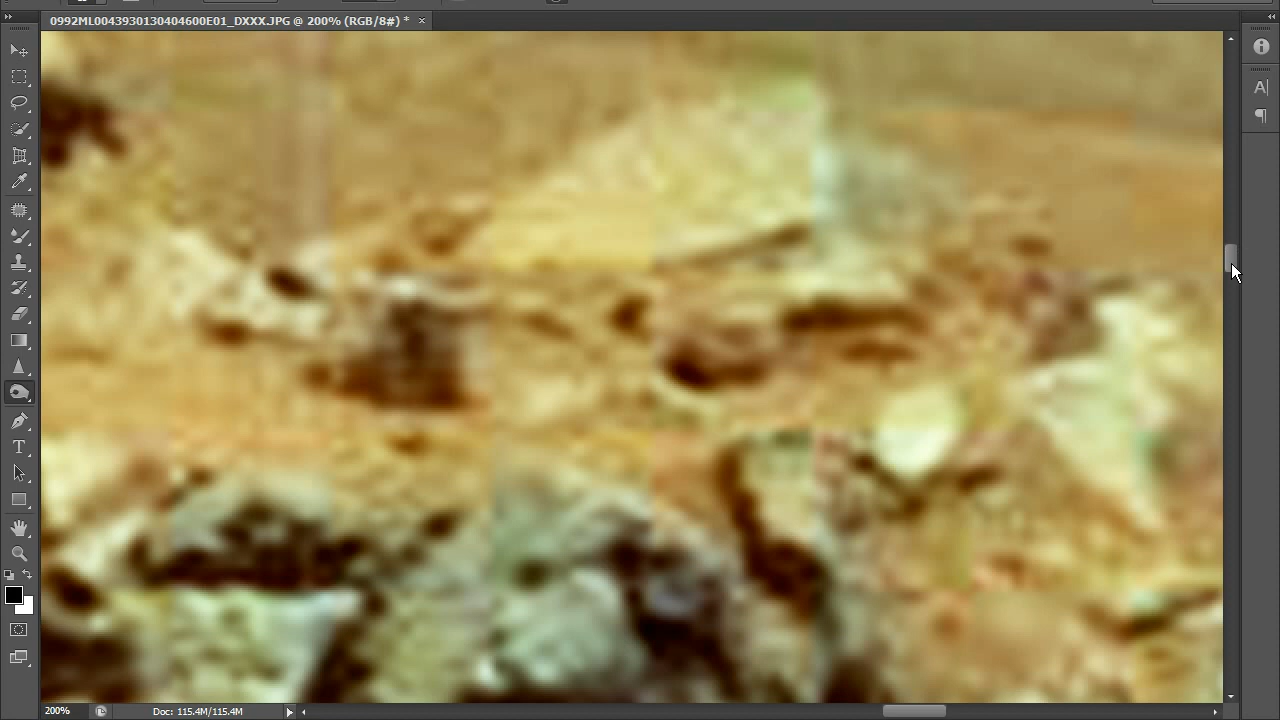 0992ML0043930130404600E01_DXXX.JPG @ 200% (RGB/8#) * ×
A|
¶
T
200%
Doc: 115.4M/115.4M